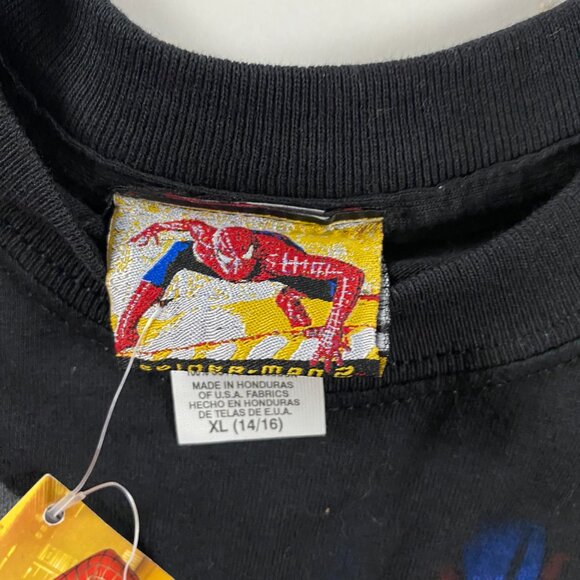 SPIDER-MAN 2
MADE IN HONDURAS
OF U.S.A. FABRICS
HECHO EN HONDURAS
DE TELAS DE E.U.A.
XL (14/16)